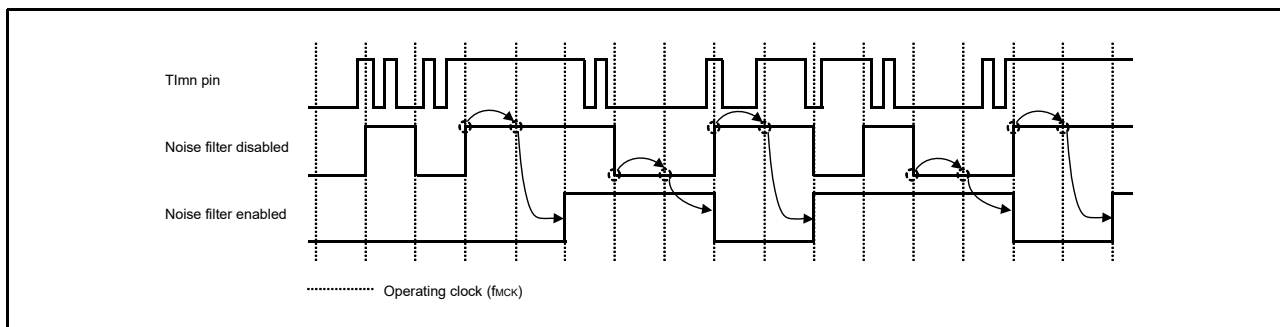 TImn pin
Noise filter disabled
Noise filter enabled
Operating clock (fMCK)